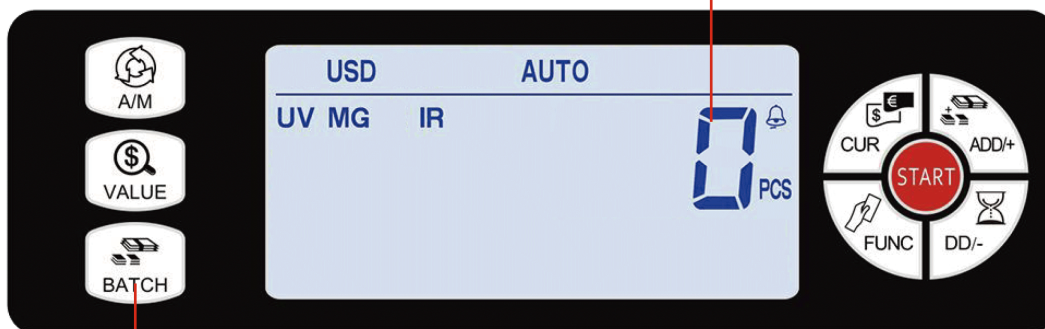 A/M
VALUE
BATCH
USD AUTO
UV MG IR
0 PCS
CUR
$ €
ADD/+
START
FUNC
DD/-